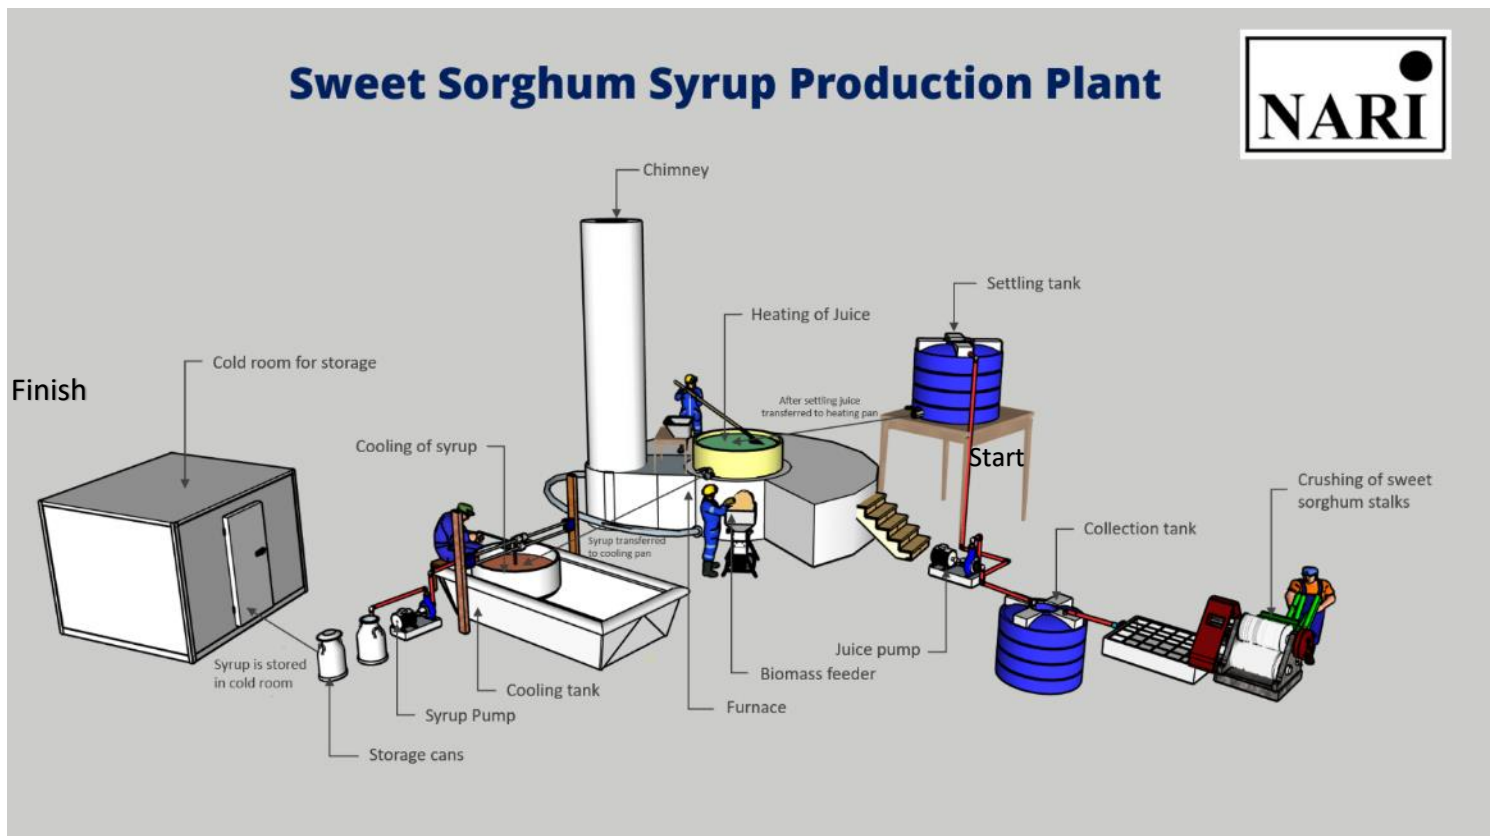 Sweet Sorghum Syrup Production Plant
NARI
Chimney
Settling tank
Heating of Juice
Cold room for storage
Finish
After settling juice
transferred to heating pan
Cooling of syrup
Start
Crushing of sweet
sorghum stalks
Collection tank
Syrup transferred
to cooling pan
Juice pump
Syrup is stored
in cold room
Biomass feeder
Cooling tank
Furnace
Syrup Pump
Storage cans